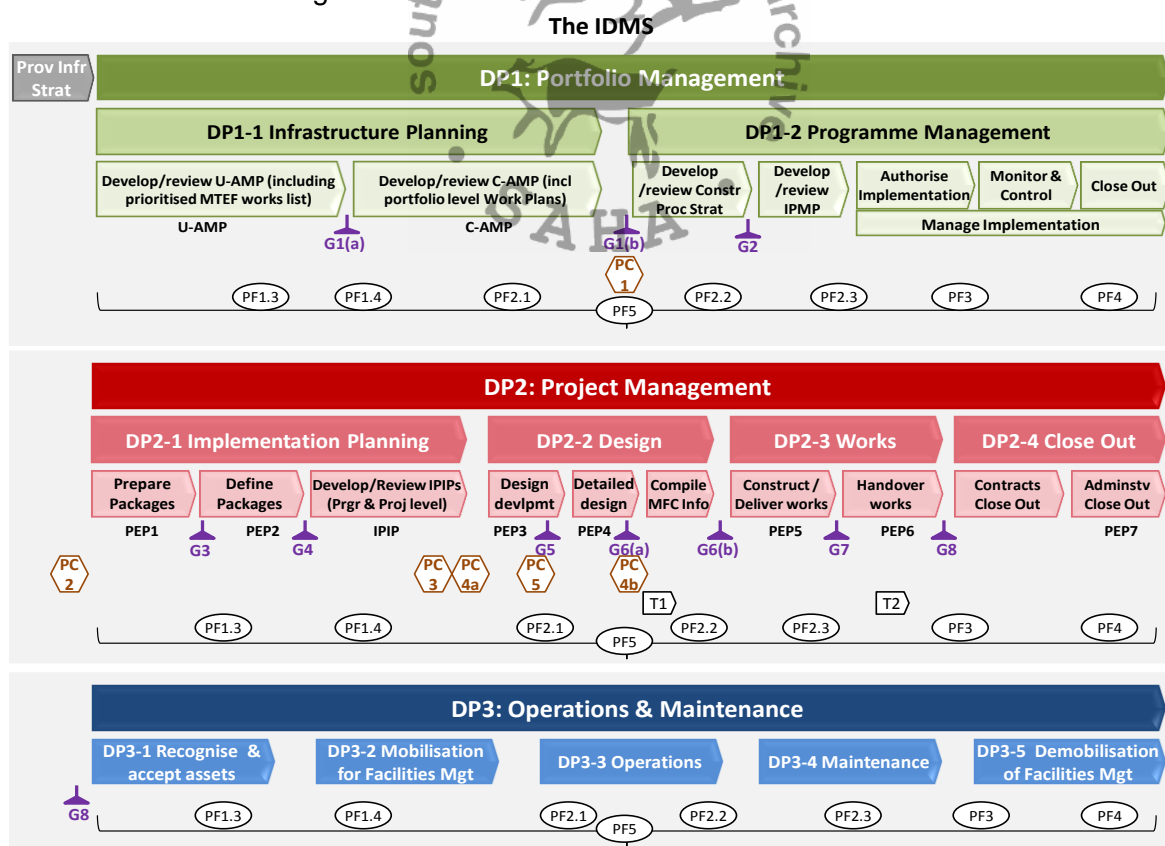 The IDMS
Prov Infr
Strat
DP1: Portfolio Management
DP1-1 Infrastructure Planning
DP1-2 Programme Management
Develop/review U-AMP (including
prioritised MTEF works list)
Develop/review C-AMP (incl
portfolio level Work Plans)
Develop
/review Constr
Proc Strat
Develop
/review
IPMP
Authorise
Implementation
Monitor &
Control
Close Out
Manage Implementation
U-AMP
C-AMP
G1(a)
G1(b)
G2
PC
1
PF1.3
PF1.4
PF2.1
PF5
PF2.2
PF2.3
PF3
PF4
SAHA
DP2: Project Management
DP2-1 Implementation Planning
DP2-2 Design
DP2-3 Works
DP2-4 Close Out
Prepare
Packages
Define
Packages
Develop/Review IPIPs
(Prgr & Proj level)
Design
devlpmt
Detailed
design
Compile
MFC Info
Construct /
Deliver works
Handover
works
Contracts
Close Out
Adminstv
Close Out
PEP1
PEP2
IPIP
PEP3
PEP4
PEP5
PEP6
PEP7
G3
G4
G5
G6(a)
G6(b)
G7
G8
PC
2
PC
3
PC
4a
PC
5
PC
4b
T1
T2
PF1.3
PF1.4
PF2.1
PF5
PF2.2
PF2.3
PF3
PF4
DP3: Operations & Maintenance
DP3-1 Recognise &
accept assets
DP3-2 Mobilisation
for Facilities Mgt
DP3-3 Operations
DP3-4 Maintenance
DP3-5 Demobilisation
of Facilities Mgt
G8
PF1.3
PF1.4
PF2.1
PF5
PF2.2
PF2.3
PF3
PF4